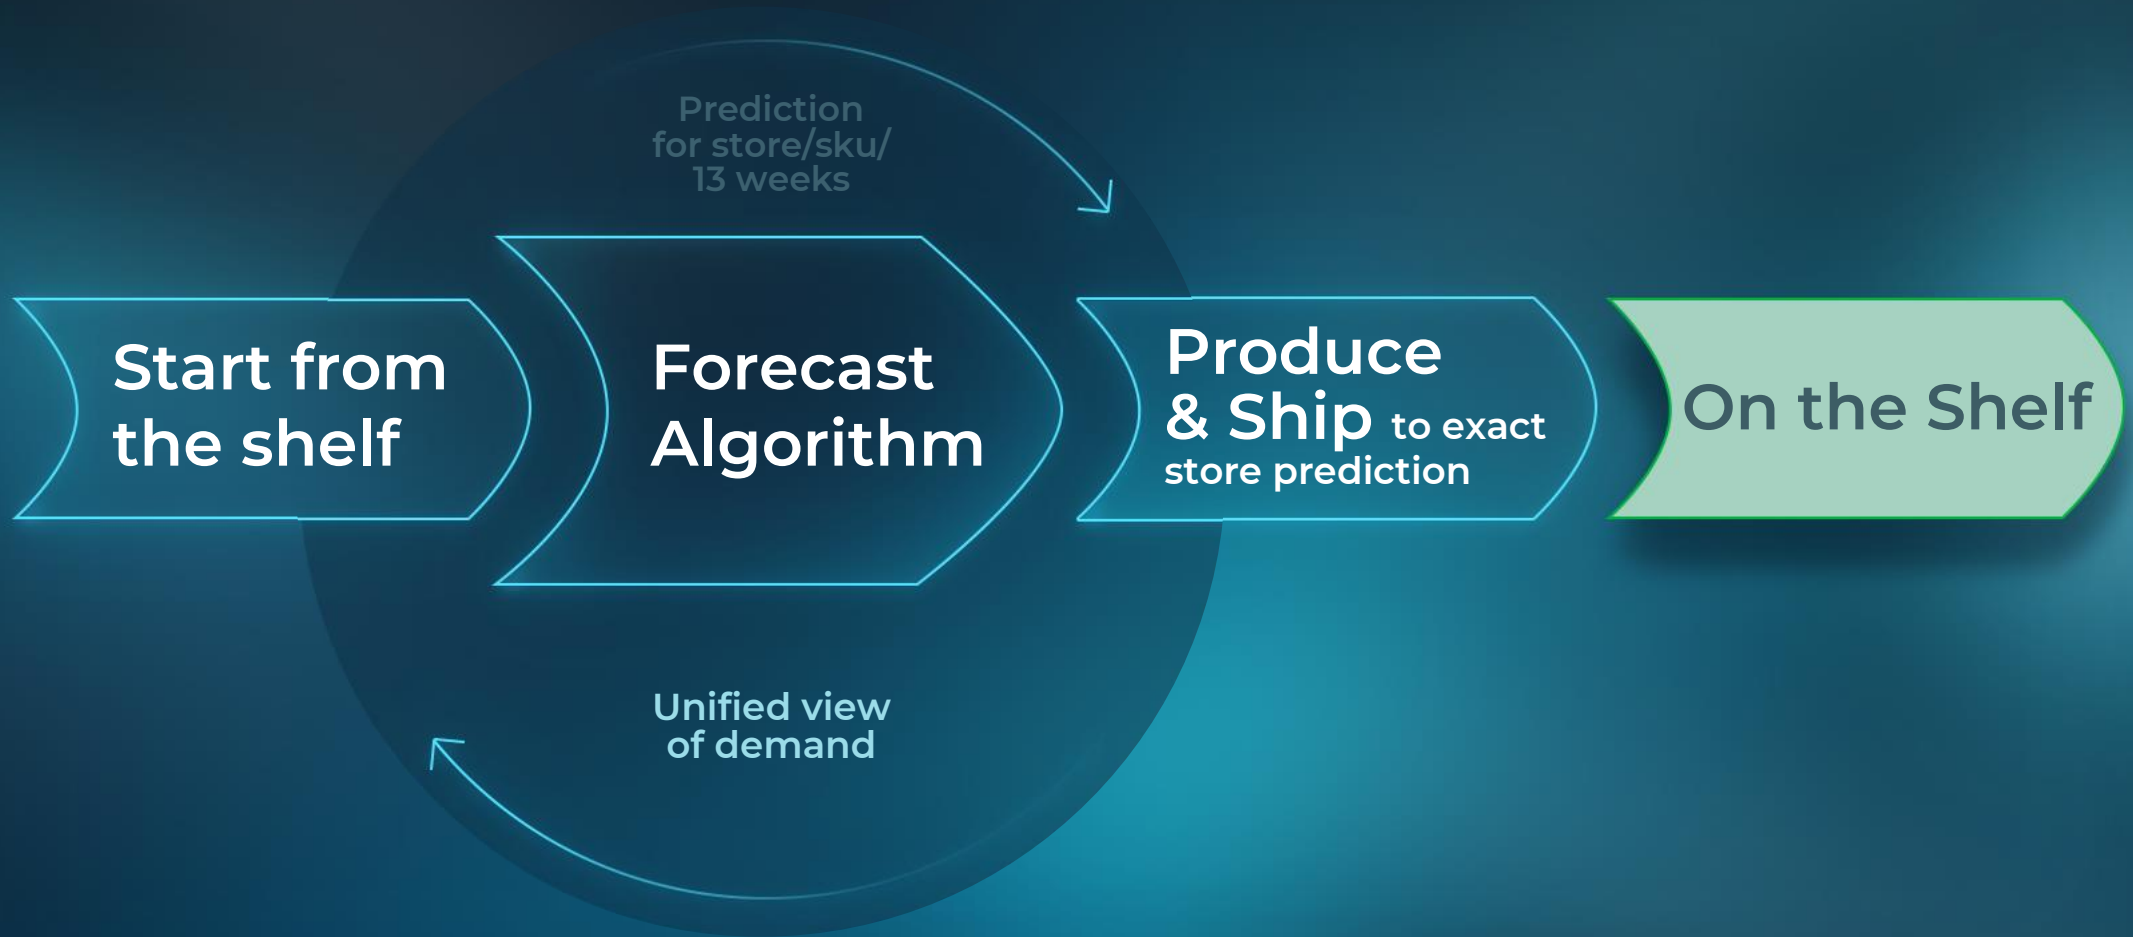 Prediction
for store/sku/
13 weeks
Start from
the shelf
Forecast
Algorithm
Produce
& Ship to exact
store prediction
On the Shelf
Unified view
of demand